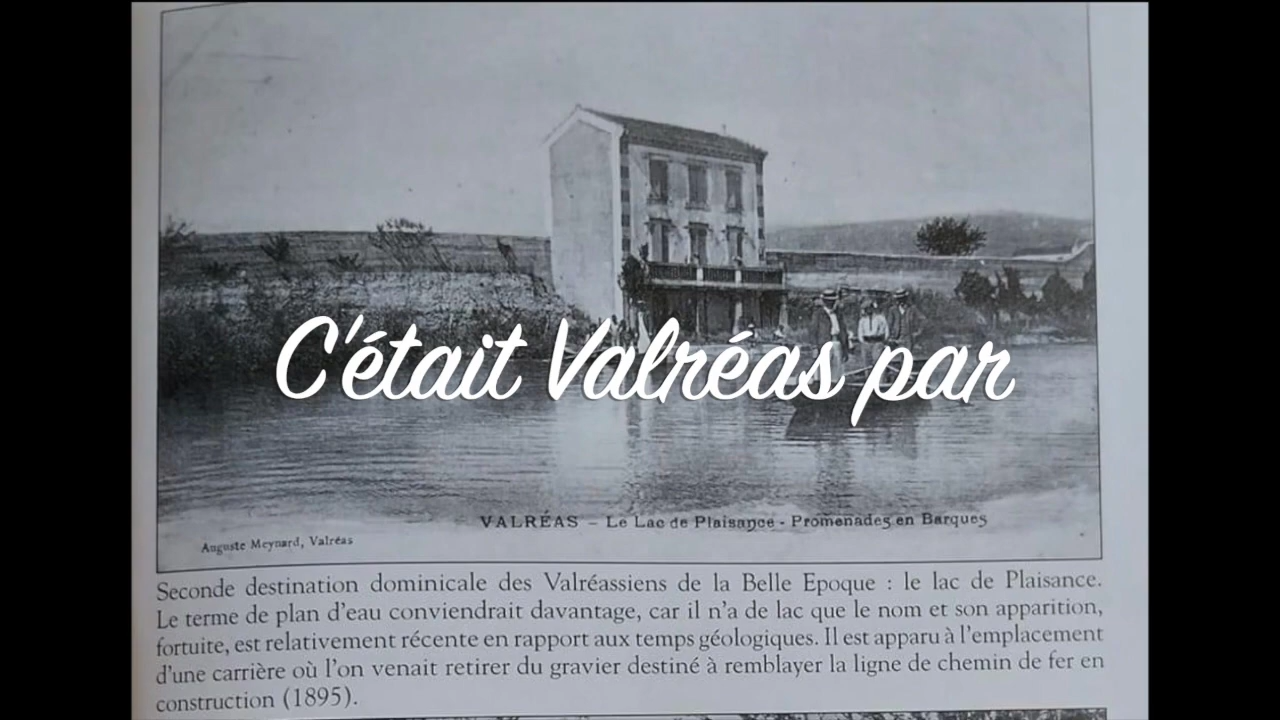 C'était Valréas par
VALRÉAS – Le Lac de Plaisance - Promenades en Barques
Auguste Meynard, Valréas
Seconde destination dominicale des Valréassiens de la Belle Epoque : le lac de Plaisance.
Le terme de plan d'eau conviendrait davantage, car il n'a de lac que le nom et son apparition,
fortuite, est relativement récente en rapport aux temps géologiques. Il est apparu à l'emplacement
d'une carrière où l'on venait retirer du gravier destiné à remblayer la ligne de chemin de fer en
construction (1895).